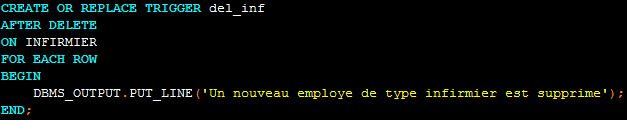 CREATE OR REPLACE TRIGGER del_inf
AFTER DELETE
ON INFIRMIER
FOR EACH ROW
BEGIN
    DBMS_OUTPUT.PUT_LINE('Un nouveau employe de type infirmier est supprime');
END;